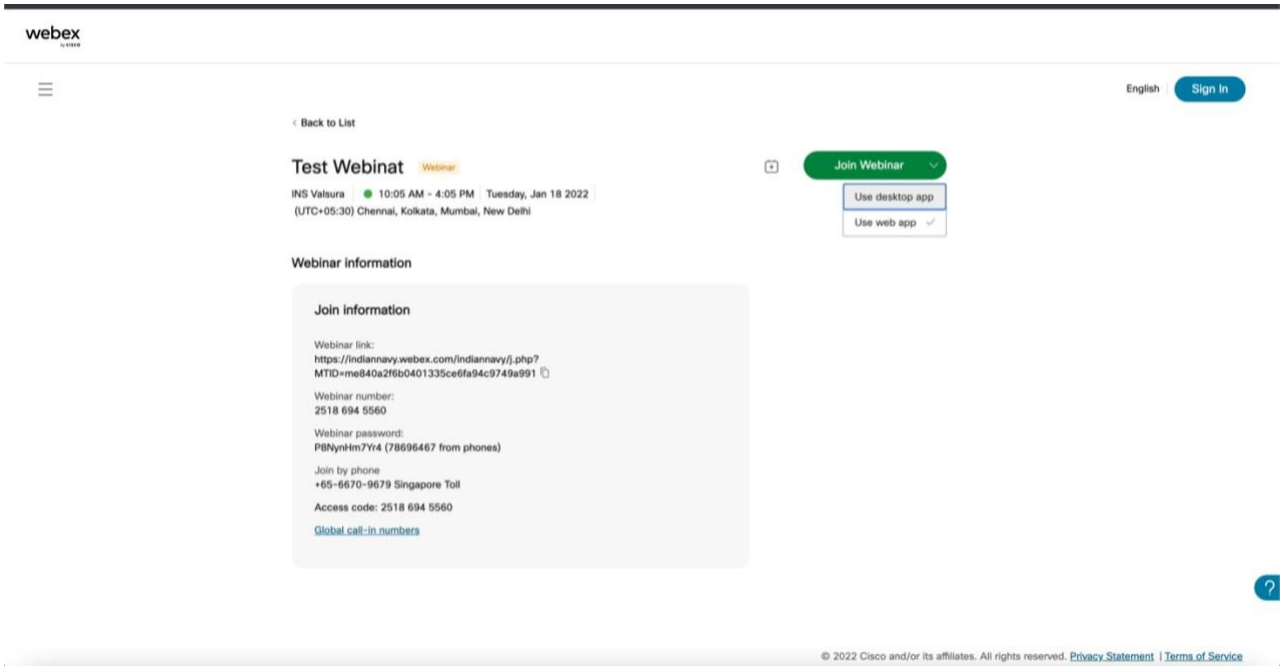 webex
by CISCO
English
Sign In
< Back to List
Test Webinat Webinar
Join Webinar
INS Valsura 10:05 AM - 4:05 PM Tuesday, Jan 18 2022
(UTC+05:30) Chennai, Kolkata, Mumbai, New Delhi
Use desktop app
Use web app
Webinar information
Join information
Webinar link:
https://indiannavy.webex.com/indiannavy/j.php?
MTID=me840a2f6b0401335ce6fa94c9749a991
Webinar number:
2518 694 5560
Webinar password:
P8NynHm7Yr4 (78696467 from phones)
Join by phone
+65-6670-9679 Singapore Toll
Access code: 2518 694 5560
Global call-in numbers
?
© 2022 Cisco and/or its affiliates. All rights reserved. Privacy Statement | Terms of Service